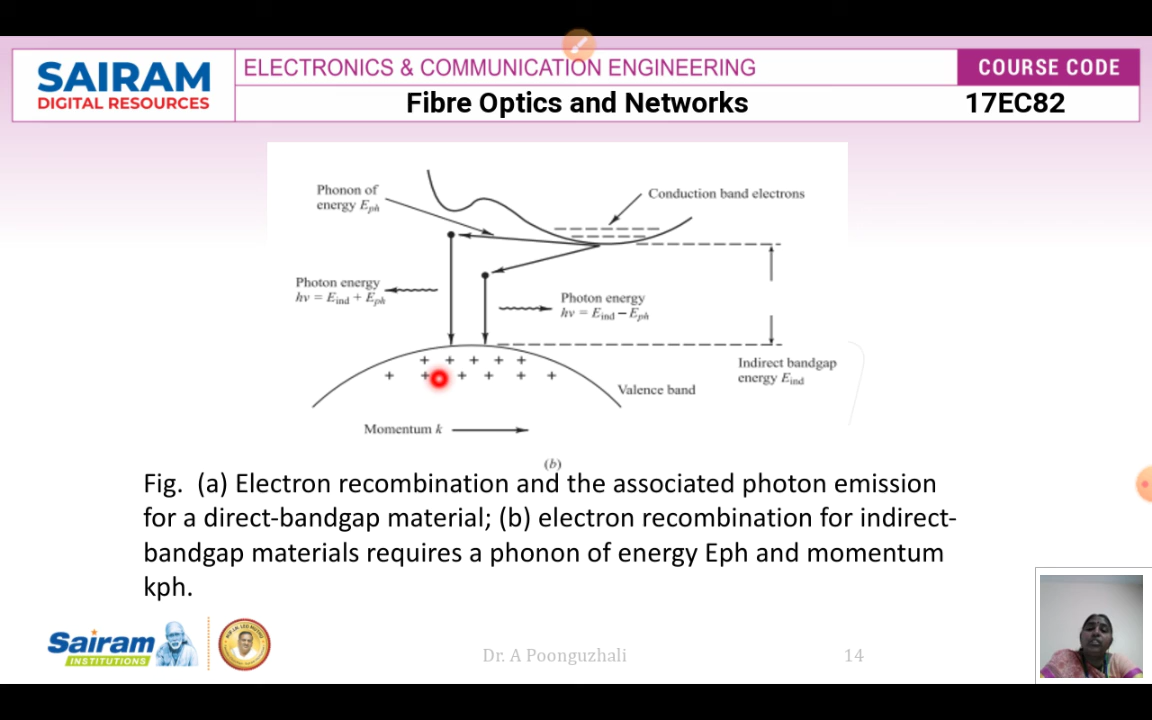 SAIRAM
DIGITAL RESOURCES
ELECTRONICS & COMMUNICATION ENGINEERING
COURSE CODE
Fibre Optics and Networks
17EC82
Phonon of
energy Eph
Conduction band electrons
Photon energy
hν = Eind + Eph
Photon energy
hν = Eind − Eph
Indirect bandgap
energy Eind
Valence band
Momentum k
(b)
Fig. (a) Electron recombination and the associated photon emission
for a direct-bandgap material; (b) electron recombination for indirect-
bandgap materials requires a phonon of energy Eph and momentum
kph.
Sairam
INSTITUTIONS
Dr. A Poonguzhali
14